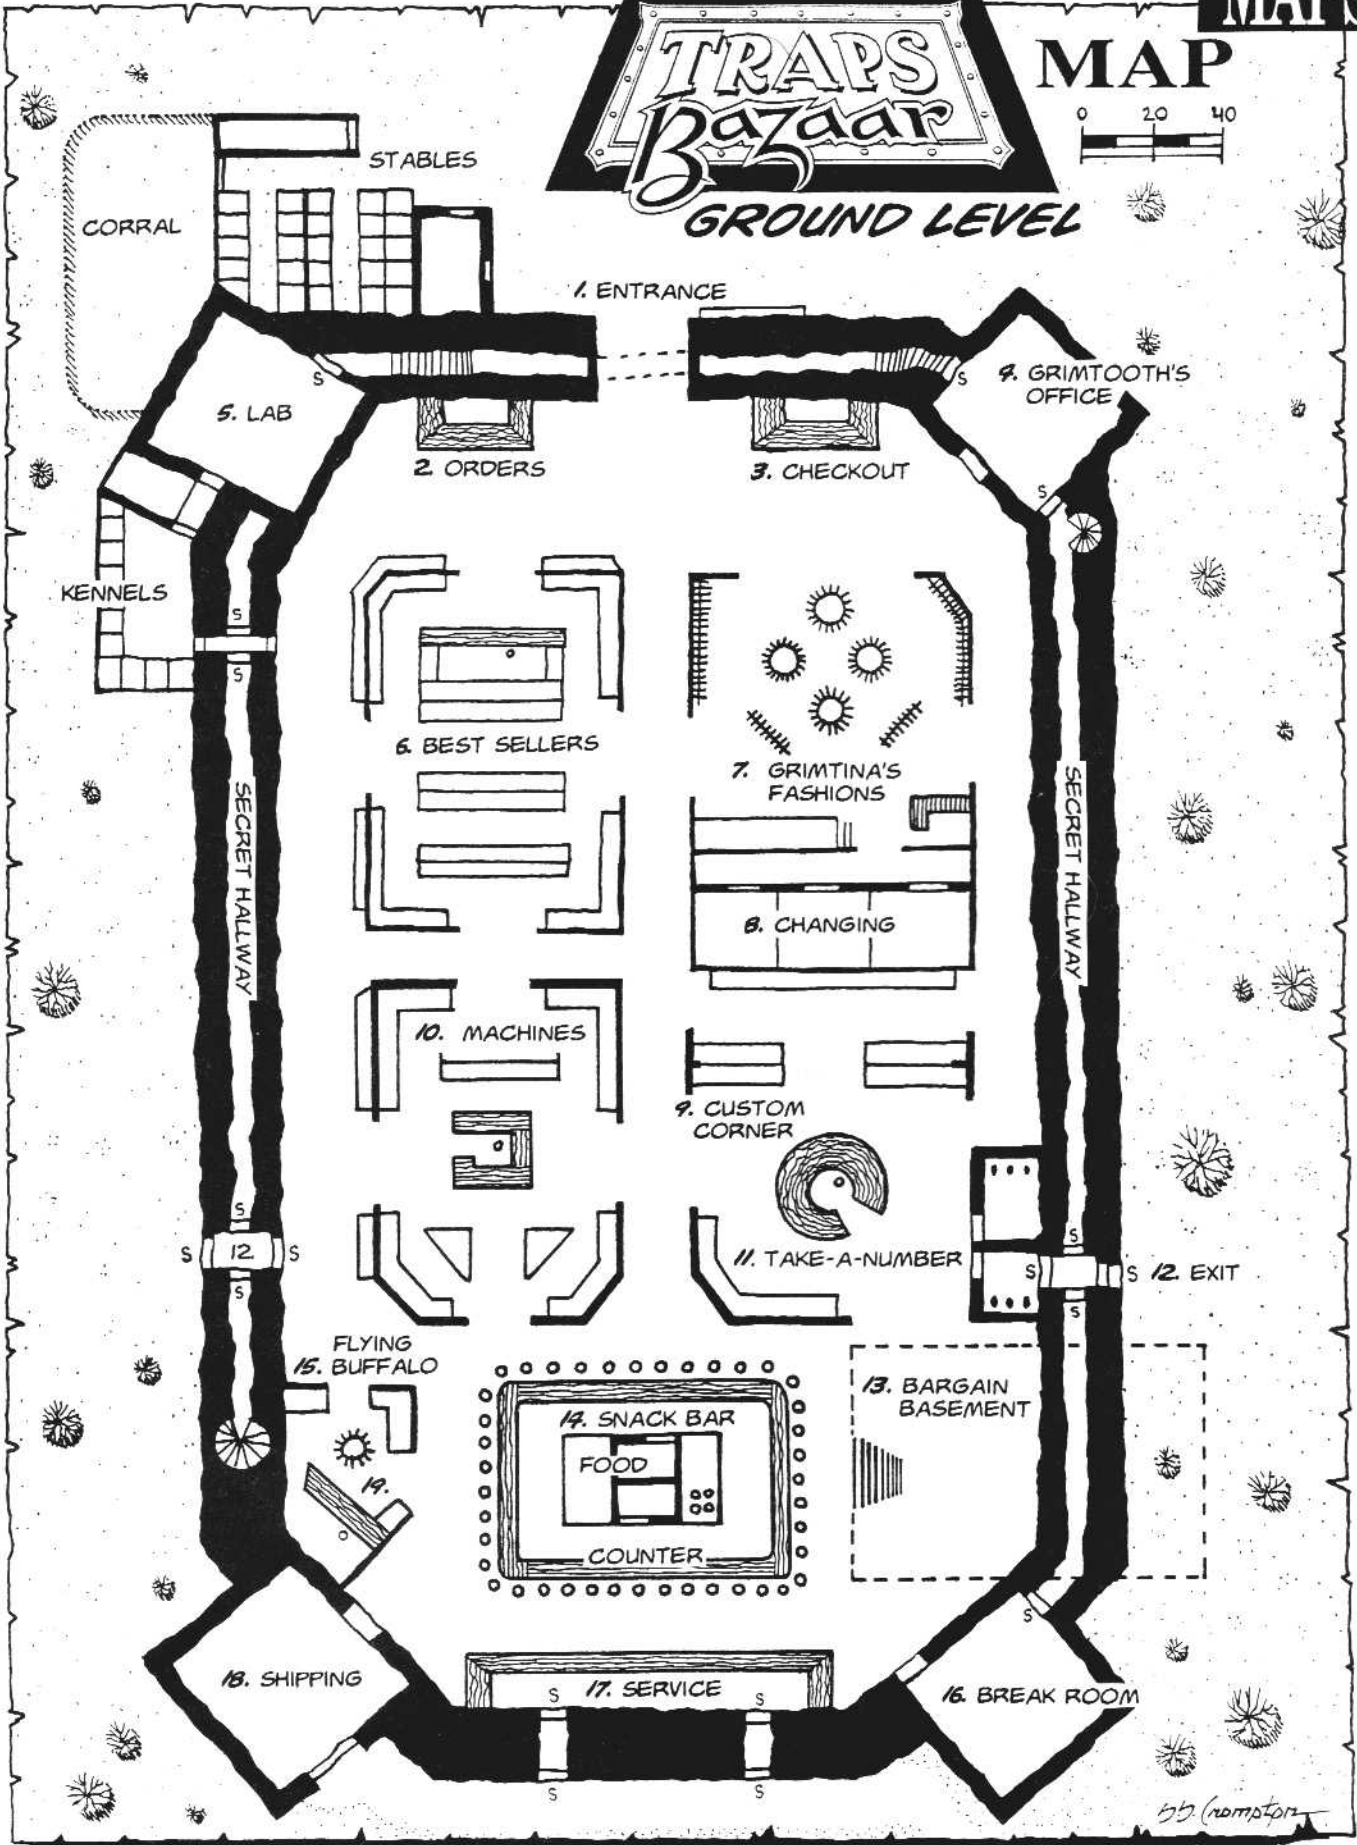 MAPS
TRAPS
Bazaar
MAP
0 20 40
GROUND LEVEL
STABLES
CORRAL
1. ENTRANCE
S
S
4. GRIMTOOTH'S
OFFICE
5. LAB
2. ORDERS
3. CHECKOUT
S
KENNELS
S
S
6. BEST SELLERS
7. GRIMTINA'S
FASHIONS
SECRET HALLWAY
SECRET HALLWAY
8. CHANGING
10. MACHINES
9. CUSTOM
CORNER
S
S
12
S
S
11. TAKE-A-NUMBER
S
S
S
12. EXIT
S
FLYING
15. BUFFALO
13. BARGAIN
BASEMENT
14. SNACK BAR
FOOD
19.
COUNTER
S
18. SHIPPING
17. SERVICE
S
S
16. BREAK ROOM
S
S